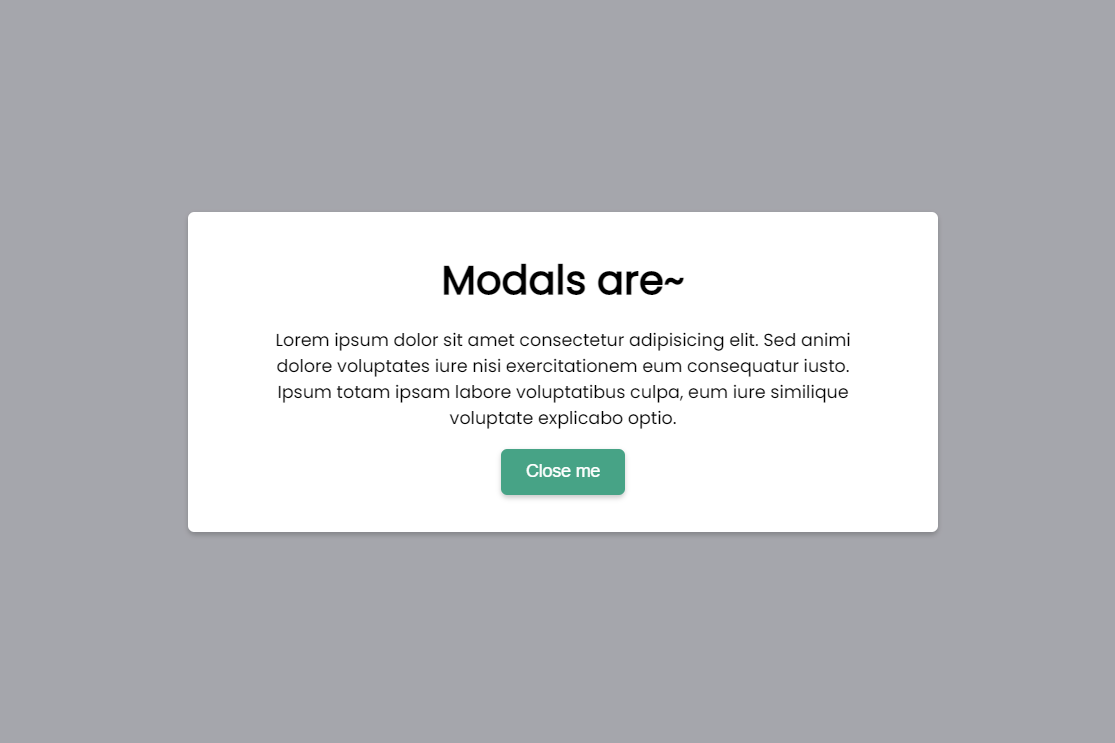 Modals are~
Lorem ipsum dolor sit amet consectetur adipisicing elit. Sed animi
dolore voluptates iure nisi exercitationem eum consequatur iusto.
Ipsum totam ipsam labore voluptatibus culpa, eum iure similique
voluptate explicabo optio.
Close me